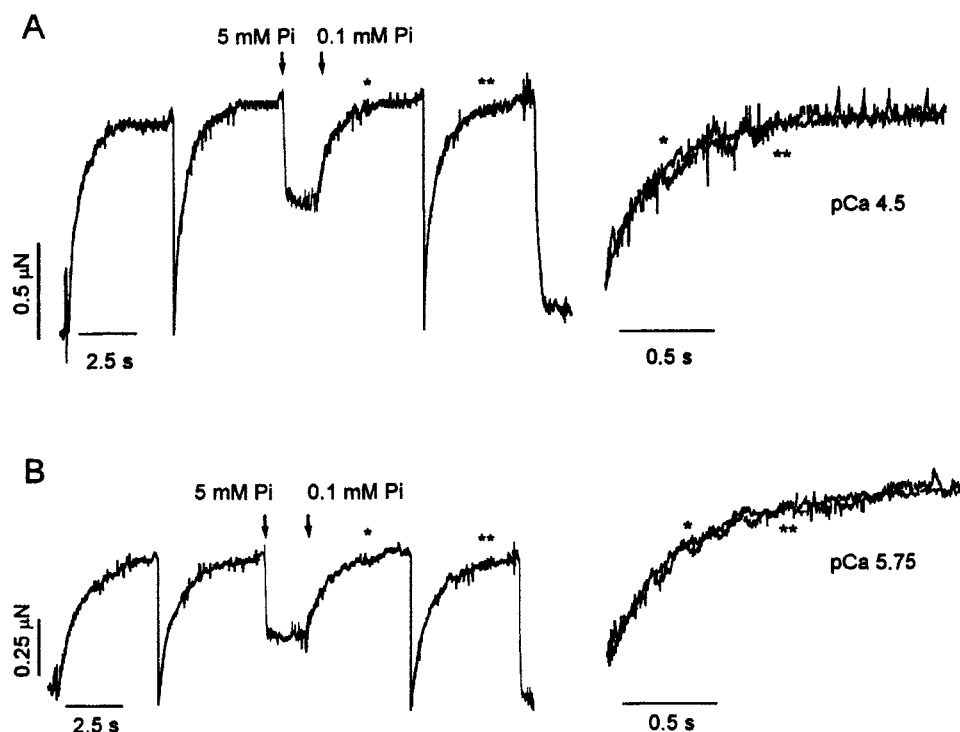 A
5 mM Pi 0.1 mM Pi
* **
* **
pCa 4.5
0.5 µN
2.5 s
0.5 s
B
5 mM Pi 0.1 mM Pi
* **
* **
pCa 5.75
0.25 µN
2.5 s
0.5 s